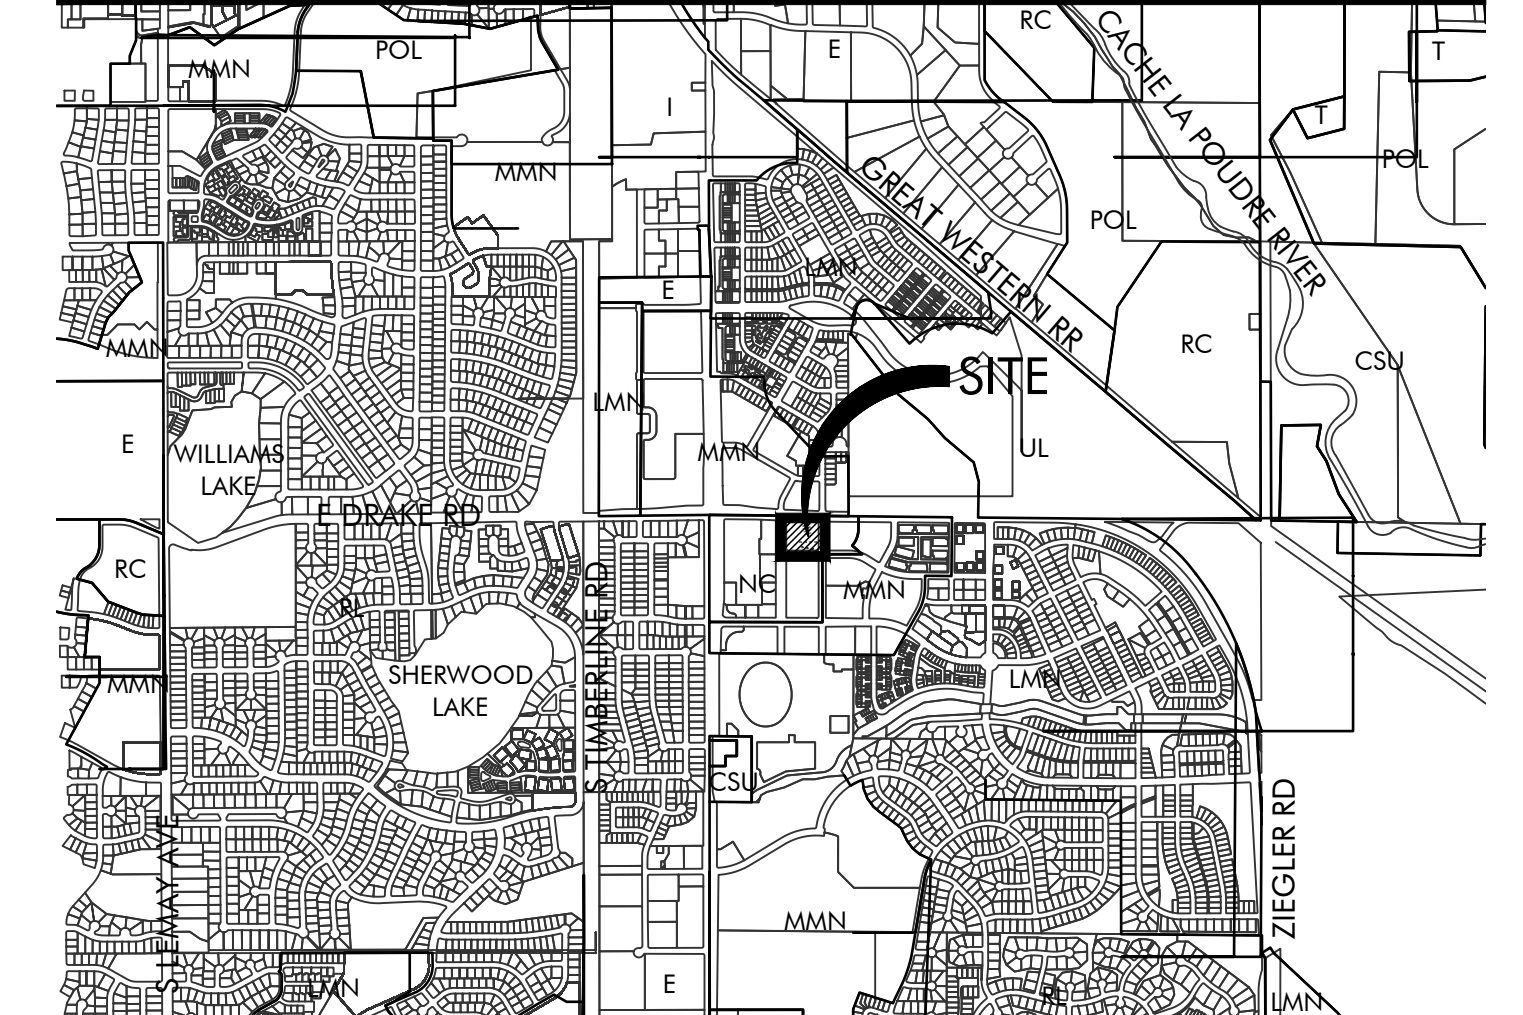 RC
CACHE LA POUDRE RIVER
POL
E
T
MMN
I
T
POL
MMN
GREAT WESTERN RR
POL
LMN
E
MMN
RC
CSU
SITE
LMN
E
WILLIAMS
LAKE
MMN
UL
E DRAKE RD
RC
NC
MMN
RL
S TIMBERLINE RD
SHERWOOD
LAKE
LMN
MMN
CSU
ZIEGLER RD
S LEMAY AVE
MMN
LMN
E
RL
LMN